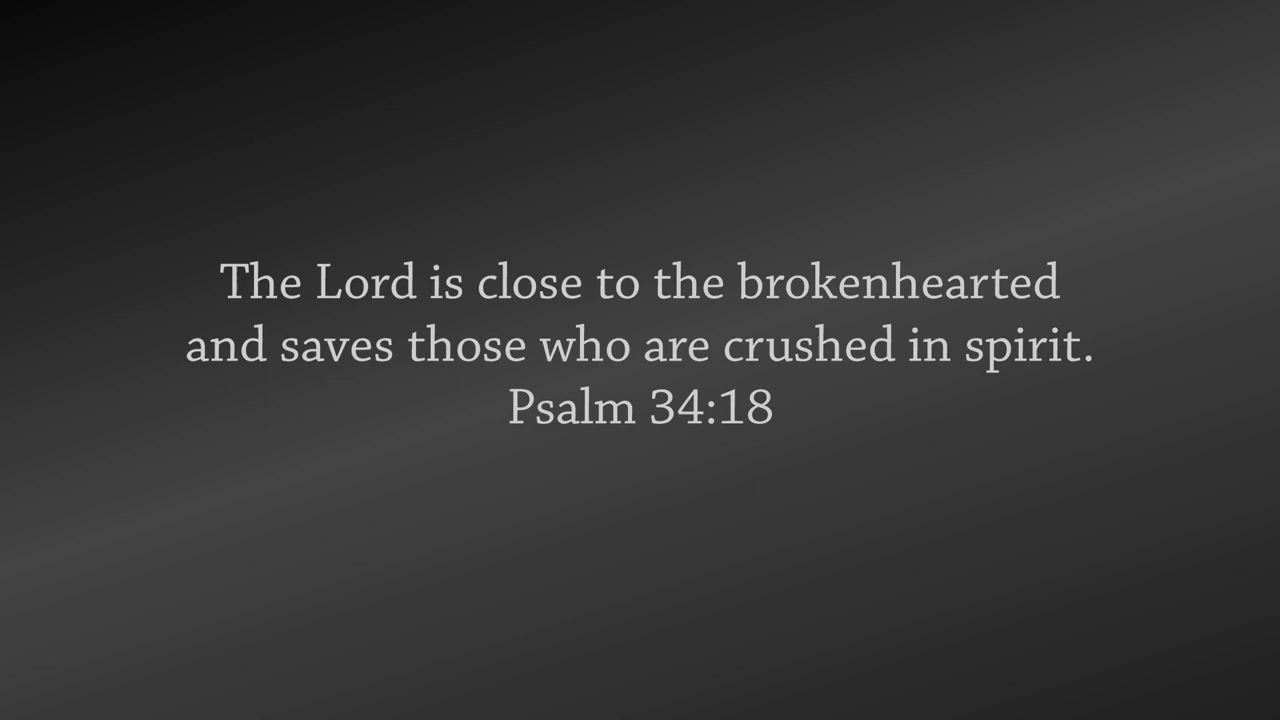 The Lord is close to the brokenhearted
and saves those who are crushed in spirit.
Psalm 34:18